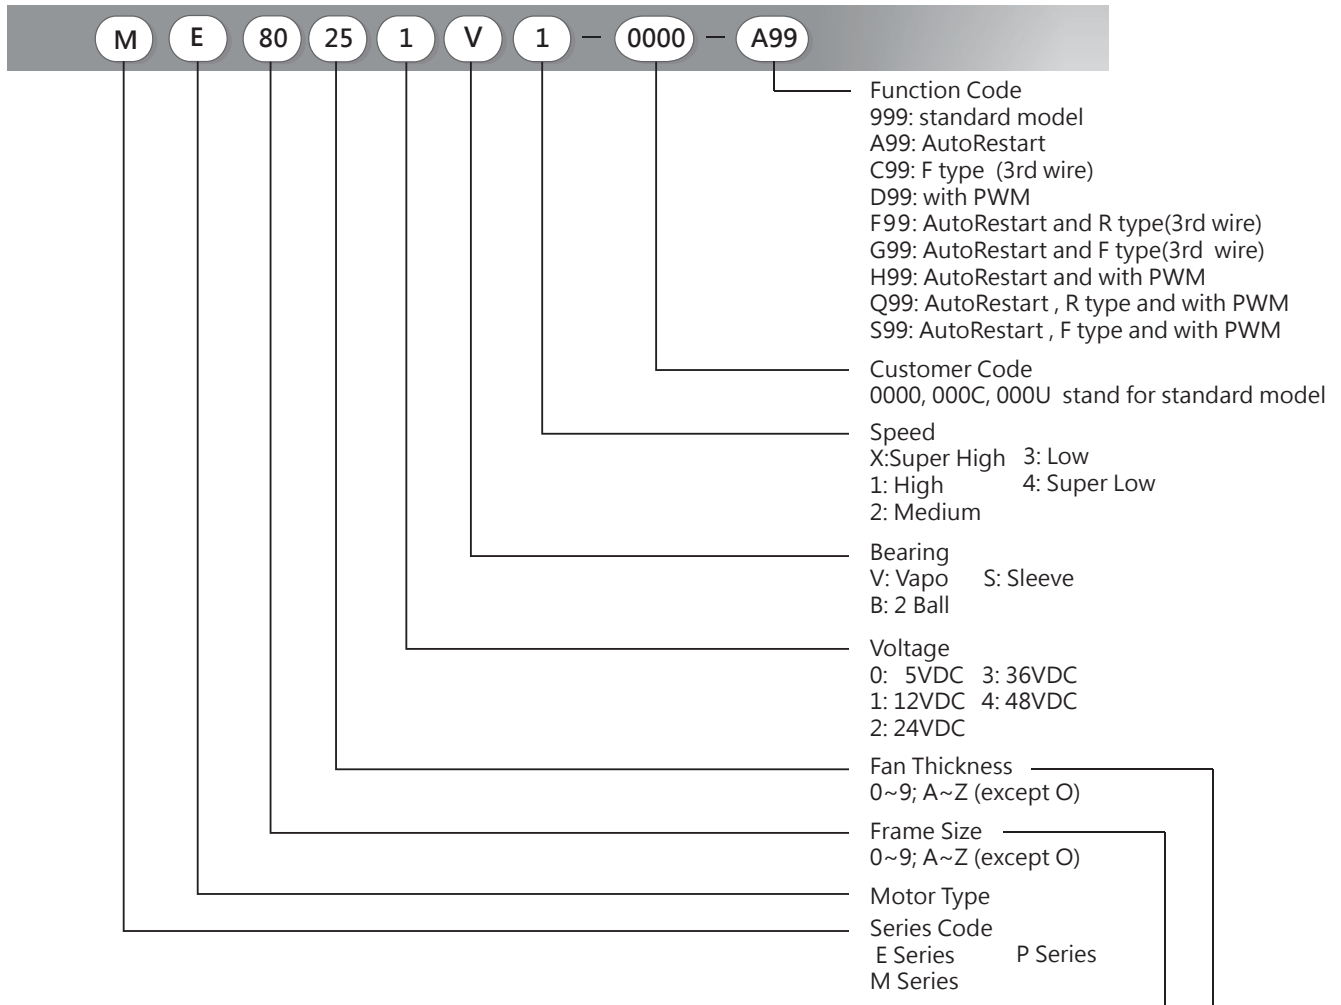 M E 80 25 1 V 1 – 0000 – A99
Function Code
999: standard model
A99: AutoRestart
C99: F type (3rd wire)
D99: with PWM
F99: AutoRestart and R type(3rd wire)
G99: AutoRestart and F type(3rd wire)
H99: AutoRestart and with PWM
Q99: AutoRestart , R type and with PWM
S99: AutoRestart , F type and with PWM
Customer Code
0000, 000C, 000U stand for standard model
Speed
X:Super High 3: Low
1: High 4: Super Low
2: Medium
Bearing
V: Vapo S: Sleeve
B: 2 Ball
Voltage
0: 5VDC 3: 36VDC
1: 12VDC 4: 48VDC
2: 24VDC
Fan Thickness
0~9; A~Z (except O)
Frame Size
0~9; A~Z (except O)
Motor Type
Series Code
E Series P Series
M Series